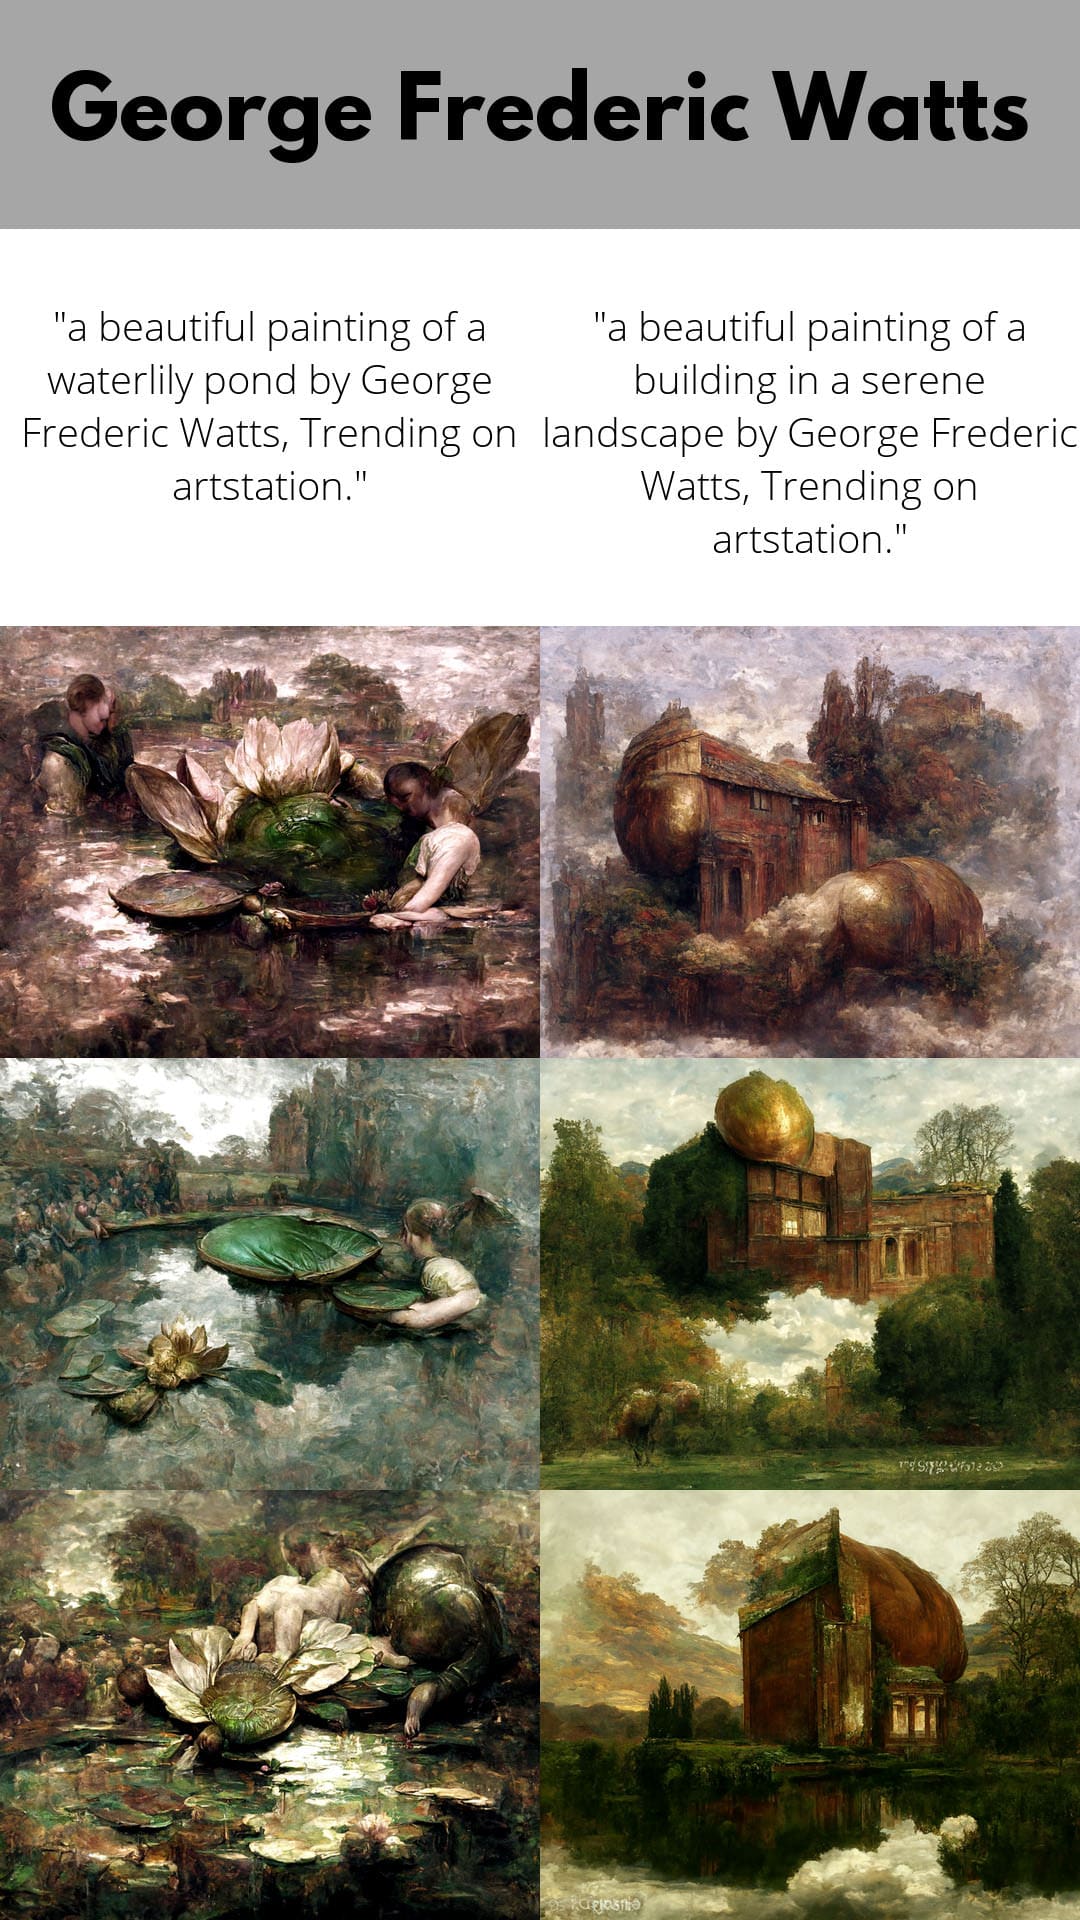 George Frederic Watts
"a beautiful painting of a
waterlily pond by George
Frederic Watts, Trending on
artstation."
"a beautiful painting of a
building in a serene
landscape by George Frederic
Watts, Trending on
artstation."